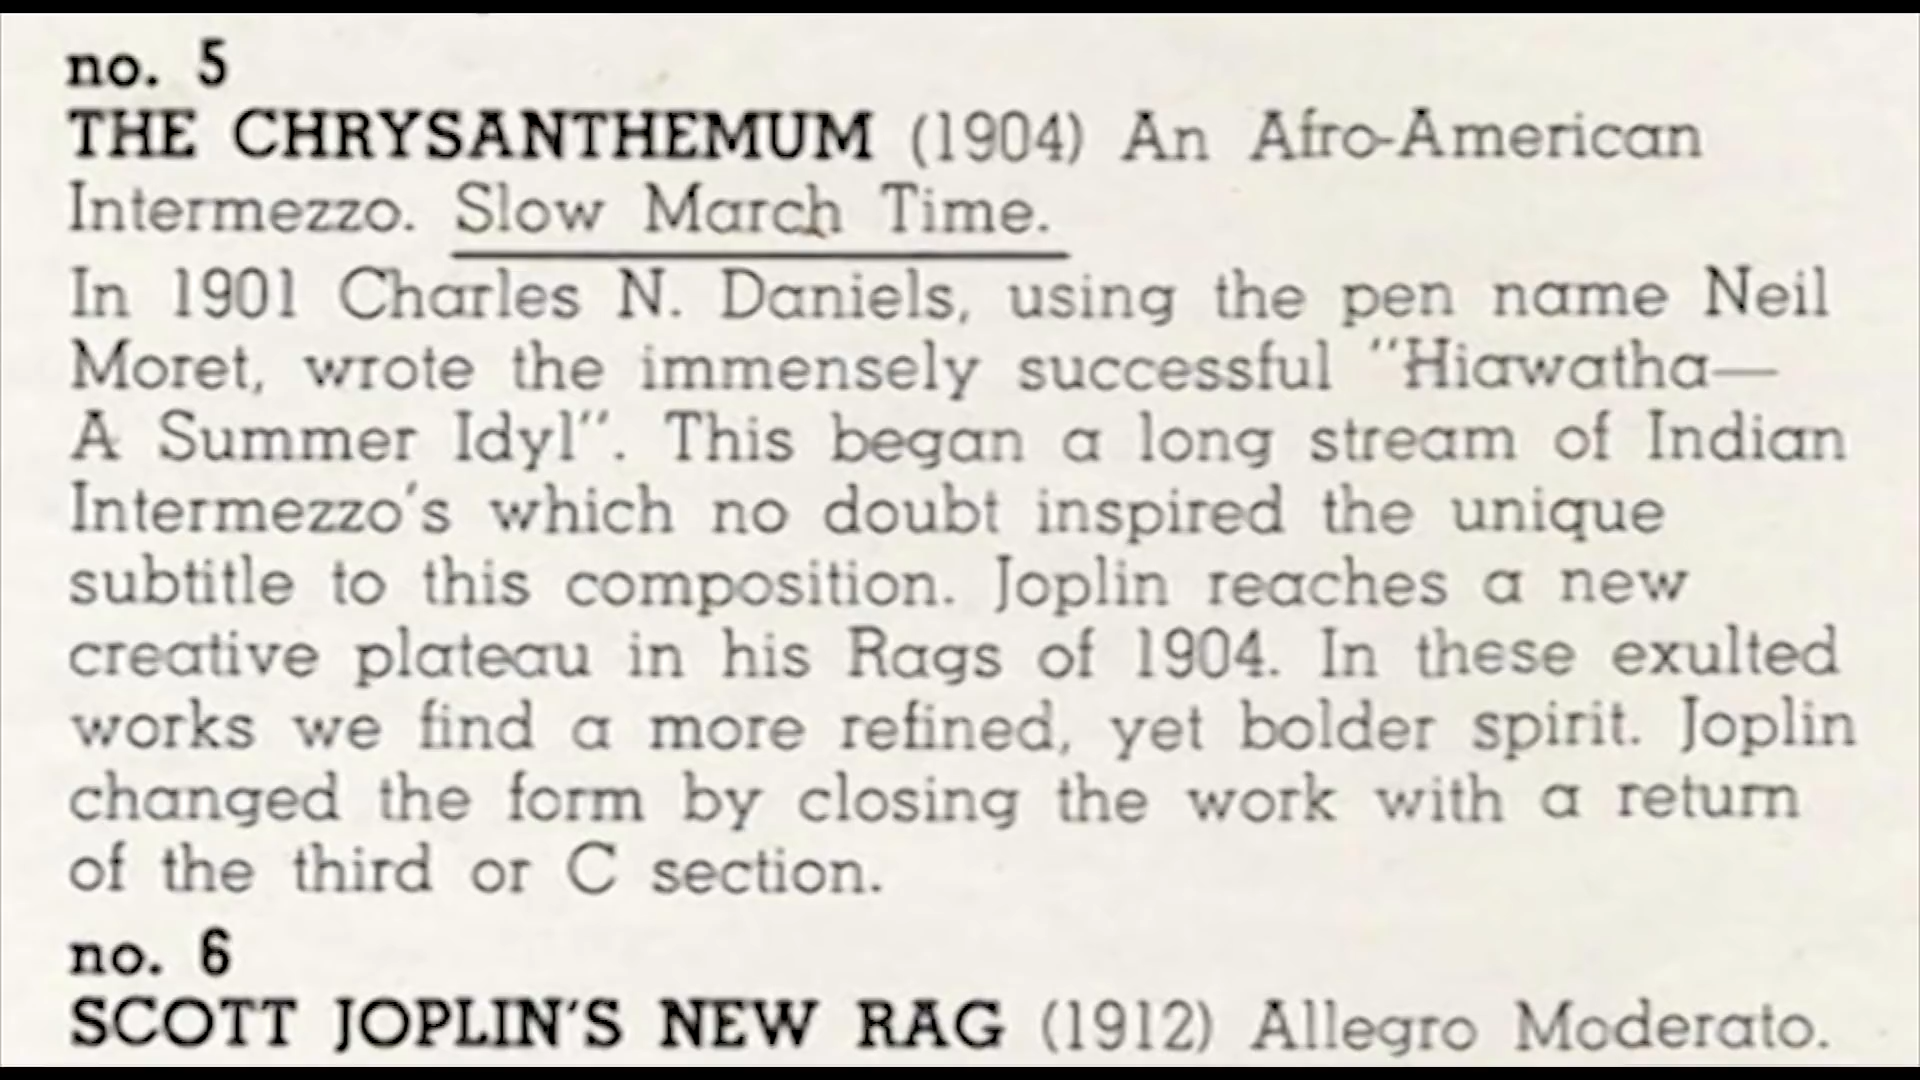 no. 5
THE CHRYSANTHEMUM (1904) An Afro-American
Intermezzo. Slow March Time.
In 1901 Charles N. Daniels, using the pen name Neil
Moret, wrote the immensely successful "Hiawatha—
A Summer Idyl". This began a long stream of Indian
Intermezzo's which no doubt inspired the unique
subtitle to this composition. Joplin reaches a new
creative plateau in his Rags of 1904. In these exulted
works we find a more refined, yet bolder spirit. Joplin
changed the form by closing the work with a return
of the third or C section.
no. 6
SCOTT JOPLIN'S NEW RAG (1912) Allegro Moderato.